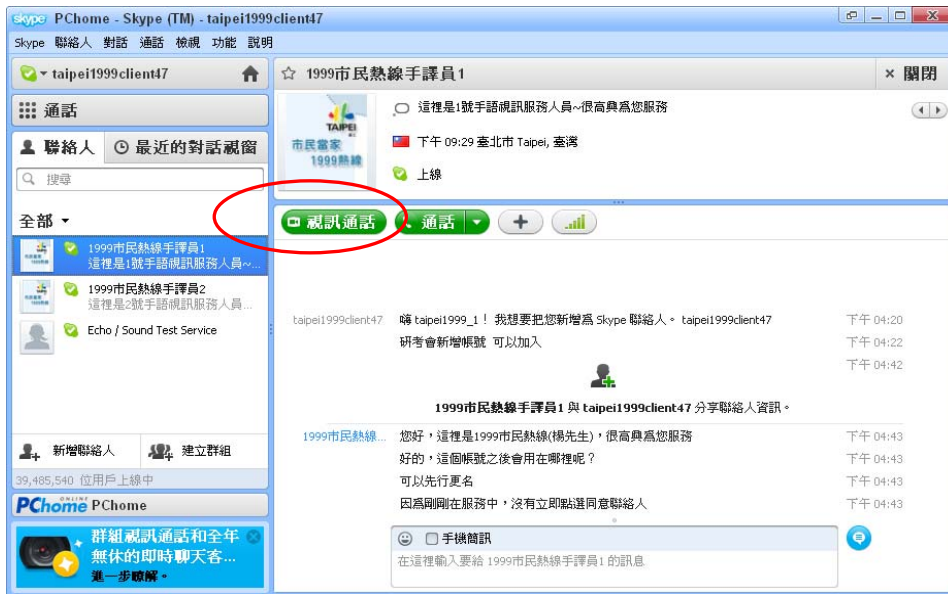 skype PChome - Skype (TM) - taipei1999client47
Skype 聯絡人 對話 通話 檢視 功能 說明
taipei1999client47
通話
聯絡人 最近的對話視窗
搜尋
全部
1999市民熱線手譯員1
這裡是1號手語視訊服務人員~...
1999市民熱線手譯員2
這裡是2號手語視訊服務人員...
Echo / Sound Test Service
新增聯絡人 建立群組
39,485,540 位用戶上線中
PChome ONLINE PChome
群組視訊通話和全年
無休的即時聊天客...
進一步瞭解。
1999市民熱線手譯員1 × 關閉
TAIPEI
市民當家
1999熱線
這裡是1號手語視訊服務人員~很高興為您服務
下午 09:29 臺北市 Taipei, 臺灣
上線
視訊通話 通話
taipei1999client47 嗨 taipei1999_1！ 我想要把您新增為 Skype 聯絡人。 taipei1999client47 下午 04:20
研考會新增帳號 可以加入 下午 04:22
下午 04:42
1999市民熱線手譯員1 與 taipei1999client47 分享聯絡人資訊。
1999市民熱線... 您好，這裡是1999市民熱線(楊先生)，很高興為您服務 下午 04:43
好的，這個帳號之後會用在哪裡呢？ 下午 04:43
可以先行更名 下午 04:43
因為剛剛在服務中，沒有立即點選同意聯絡人 下午 04:43
手機簡訊
在這裡輸入要給 1999市民熱線手譯員1 的訊息